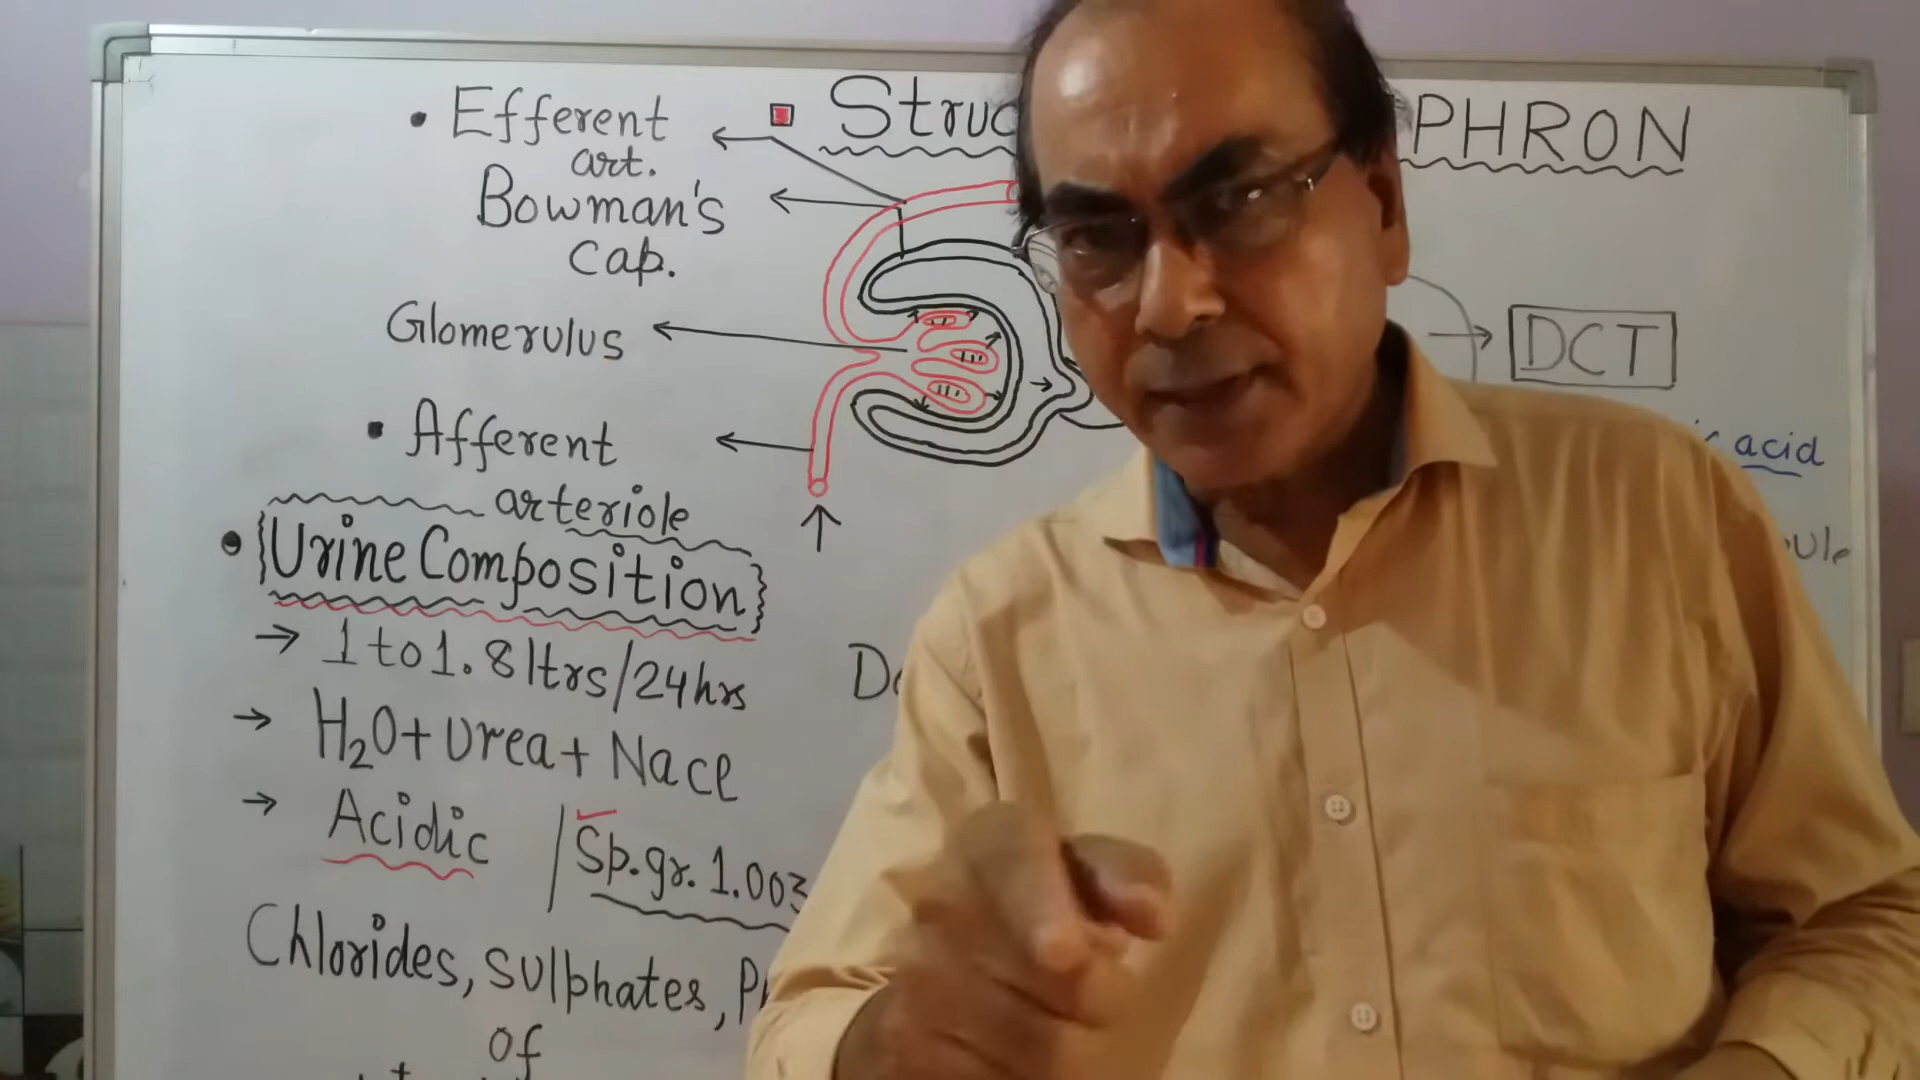 • Efferent
art.
Struc PHRON
Bowman's
Cap.
Glomerulus
DCT
• Afferent
arteriole
acid
• Urine Composition
→ 1 to 1.8 ltrs/24hrs
→ H₂O + Urea + Nacl
→ Acidic / Sp.gr. 1.003
Chlorides, sulphates, Ph
of